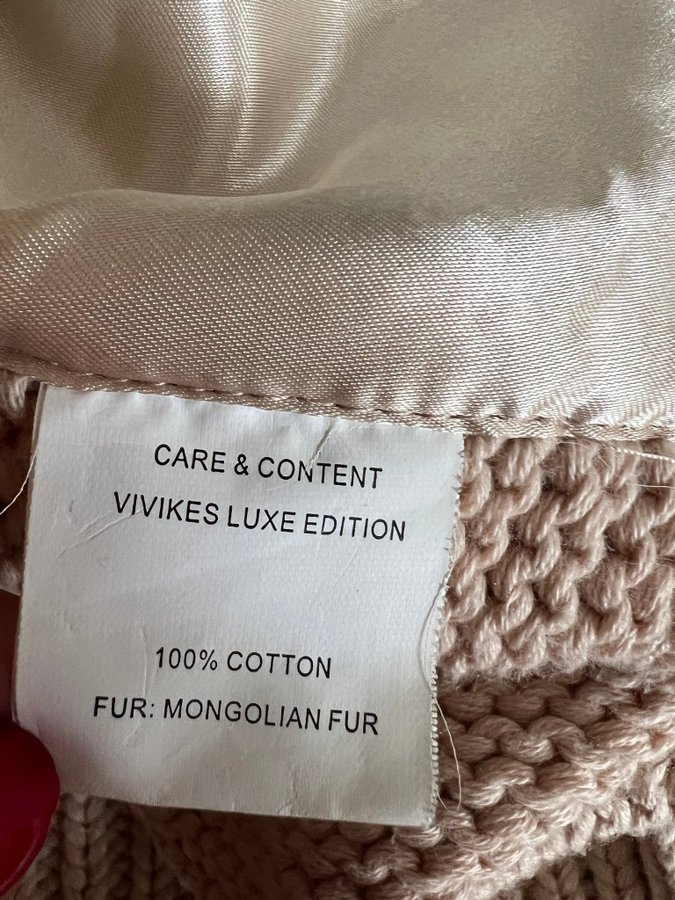 CARE & CONTENT
VIVIKES LUXE EDITION
100% COTTON
FUR: MONGOLIAN FUR